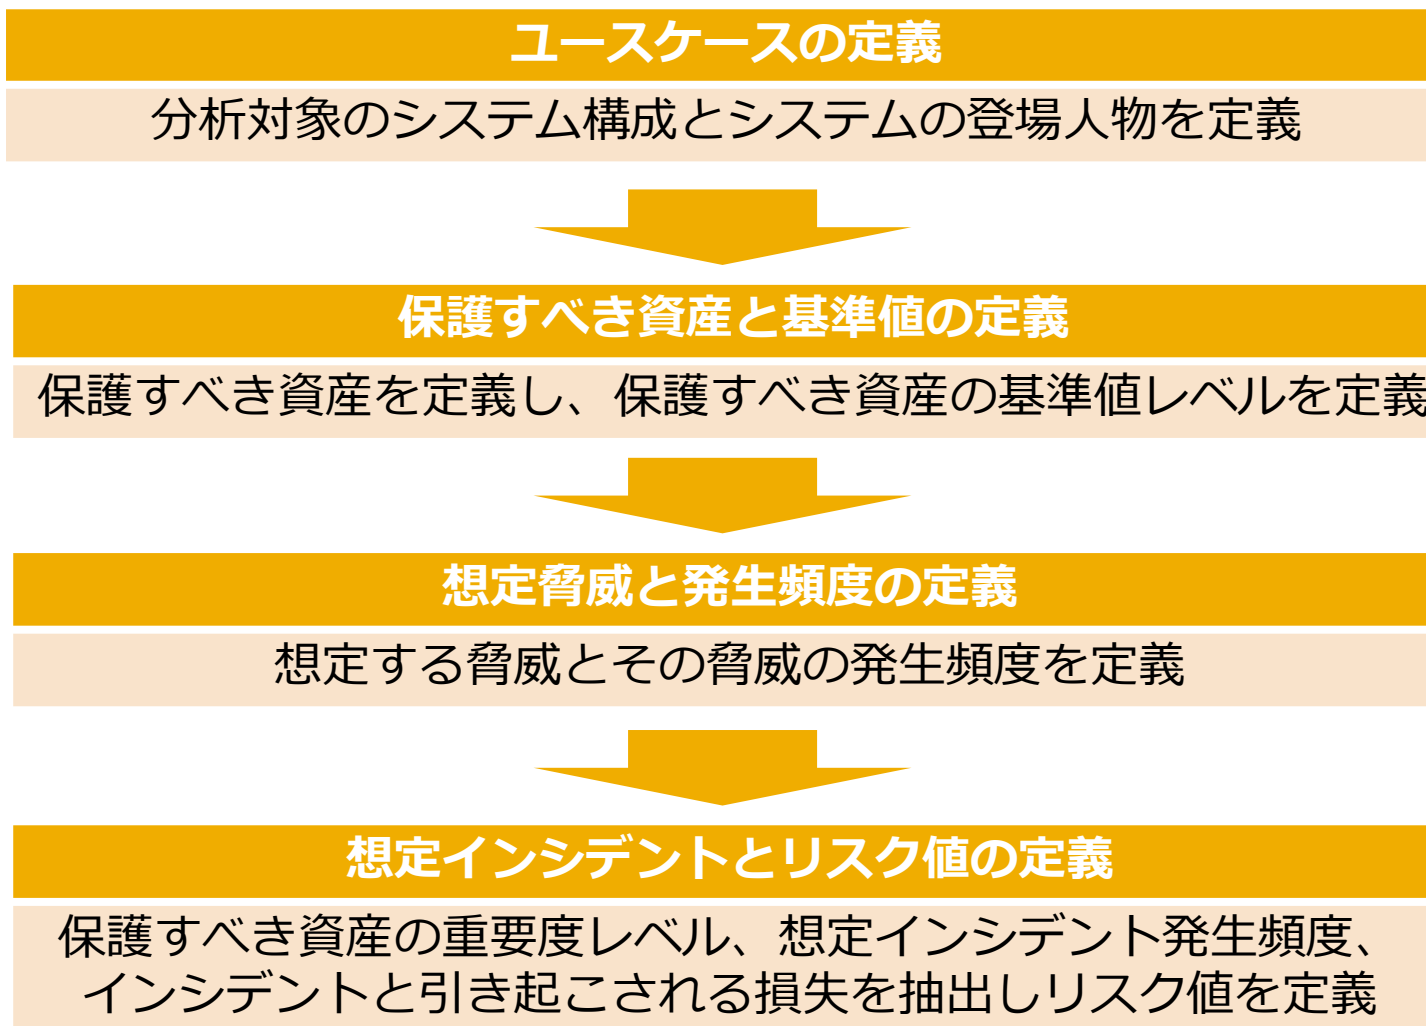 ユースケースの定義
分析対象のシステム構成とシステムの登場人物を定義
保護すべき資産と基準値の定義
保護すべき資産を定義し、保護すべき資産の基準値レベルを定義
想定脅威と発生頻度の定義
想定する脅威とその脅威の発生頻度を定義
想定インシデントとリスク値の定義
保護すべき資産の重要度レベル、想定インシデント発生頻度、
インシデントと引き起こされる損失を抽出しリスク値を定義